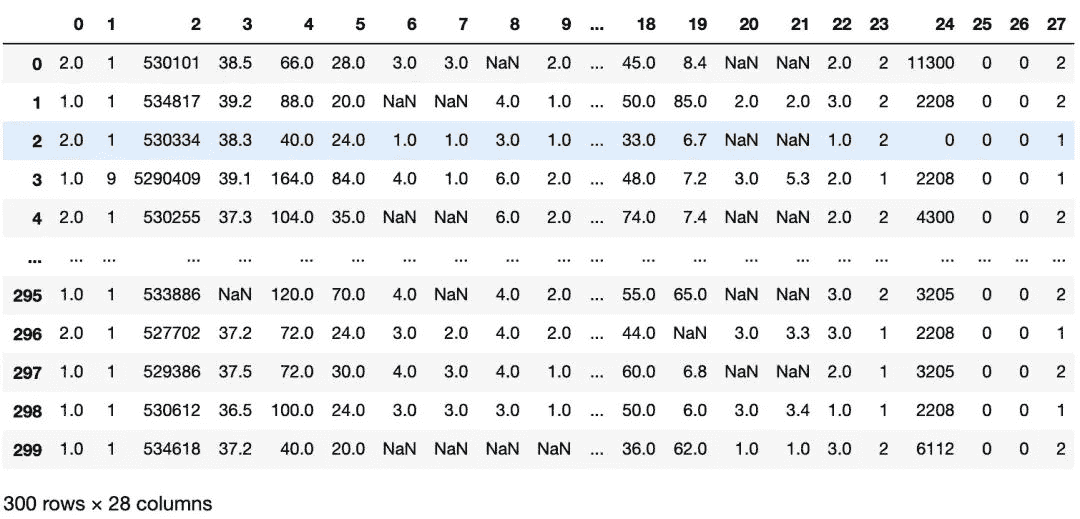 0 1 2 3 4 5 6 7 8 9 ... 18 19 20 21 22 23 24 25 26 27
0 2.0 1 530101 38.5 66.0 28.0 3.0 3.0 NaN 2.0 ... 45.0 8.4 NaN NaN 2.0 2 11300 0 0 2
1 1.0 1 534817 39.2 88.0 20.0 NaN NaN 4.0 1.0 ... 50.0 85.0 2.0 2.0 3.0 2 2208 0 0 2
2 2.0 1 530334 38.3 40.0 24.0 1.0 1.0 3.0 1.0 ... 33.0 6.7 NaN NaN 1.0 2 0 0 0 1
3 1.0 9 5290409 39.1 164.0 84.0 4.0 1.0 6.0 2.0 ... 48.0 7.2 3.0 5.3 2.0 1 2208 0 0 1
4 2.0 1 530255 37.3 104.0 35.0 NaN NaN 6.0 2.0 ... 74.0 7.4 NaN NaN 2.0 2 4300 0 0 2
... ... ... ... ... ... ... ... ... ... ... ... ... ... ... ... ... ... ... ... ... ...
295 1.0 1 533886 NaN 120.0 70.0 4.0 NaN 4.0 2.0 ... 55.0 65.0 NaN NaN 3.0 2 3205 0 0 2
296 2.0 1 527702 37.2 72.0 24.0 3.0 2.0 4.0 2.0 ... 44.0 NaN 3.0 3.3 3.0 1 2208 0 0 1
297 1.0 1 529386 37.5 72.0 30.0 4.0 3.0 4.0 1.0 ... 60.0 6.8 NaN NaN 2.0 1 3205 0 0 2
298 1.0 1 530612 36.5 100.0 24.0 3.0 3.0 3.0 1.0 ... 50.0 6.0 3.0 3.4 1.0 1 2208 0 0 1
299 1.0 1 534618 37.2 40.0 20.0 NaN NaN NaN NaN ... 36.0 62.0 1.0 1.0 3.0 2 6112 0 0 2
300 rows × 28 columns